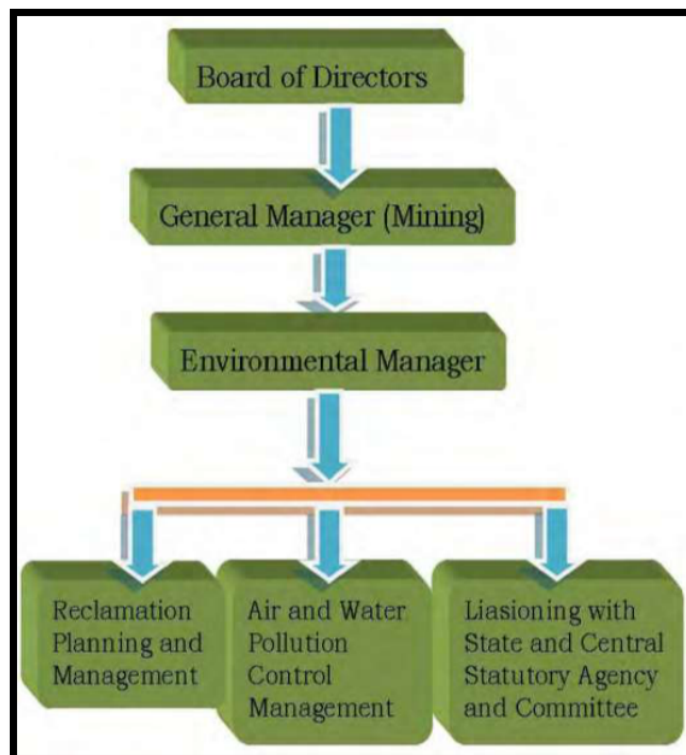 Board of Directors
General Manager (Mining)
Environmental Manager
Reclamation
Planning and
Management
Air and Water
Pollution
Control
Management
Liasioning with
State and Central
Statutory Agency
and Committee